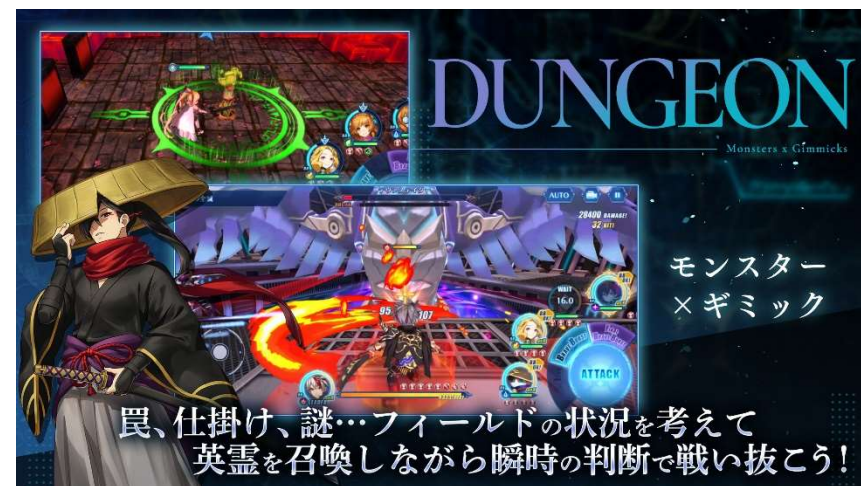 DUNGEON
Monsters x Gimmicks
AUTO
28400 DAMAGE!
32 HIT!
モンスター
×ギミック
WAIT
16.0
95
107
ATTACK
罠、仕掛け、謎…フィールドの状況を考えて
英霊を召喚しながら瞬時の判断で戦い抜こう！